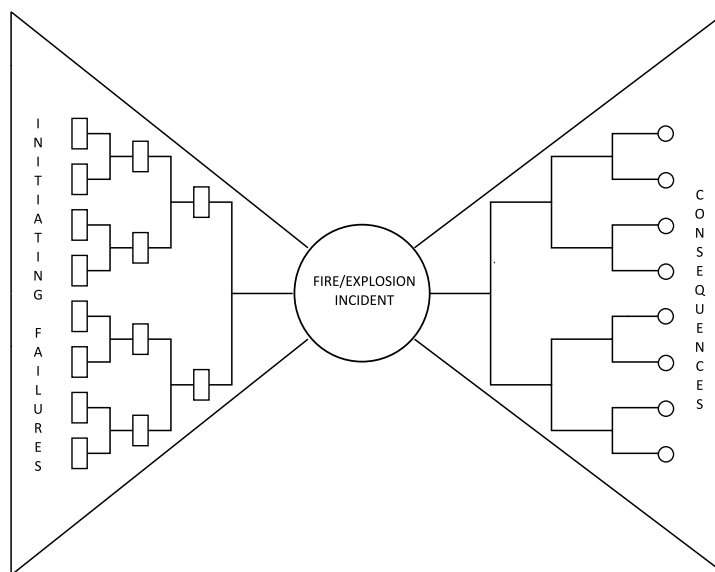 INITIATING FAILURES
FIRE/EXPLOSION
INCIDENT
CONSEQUENCES